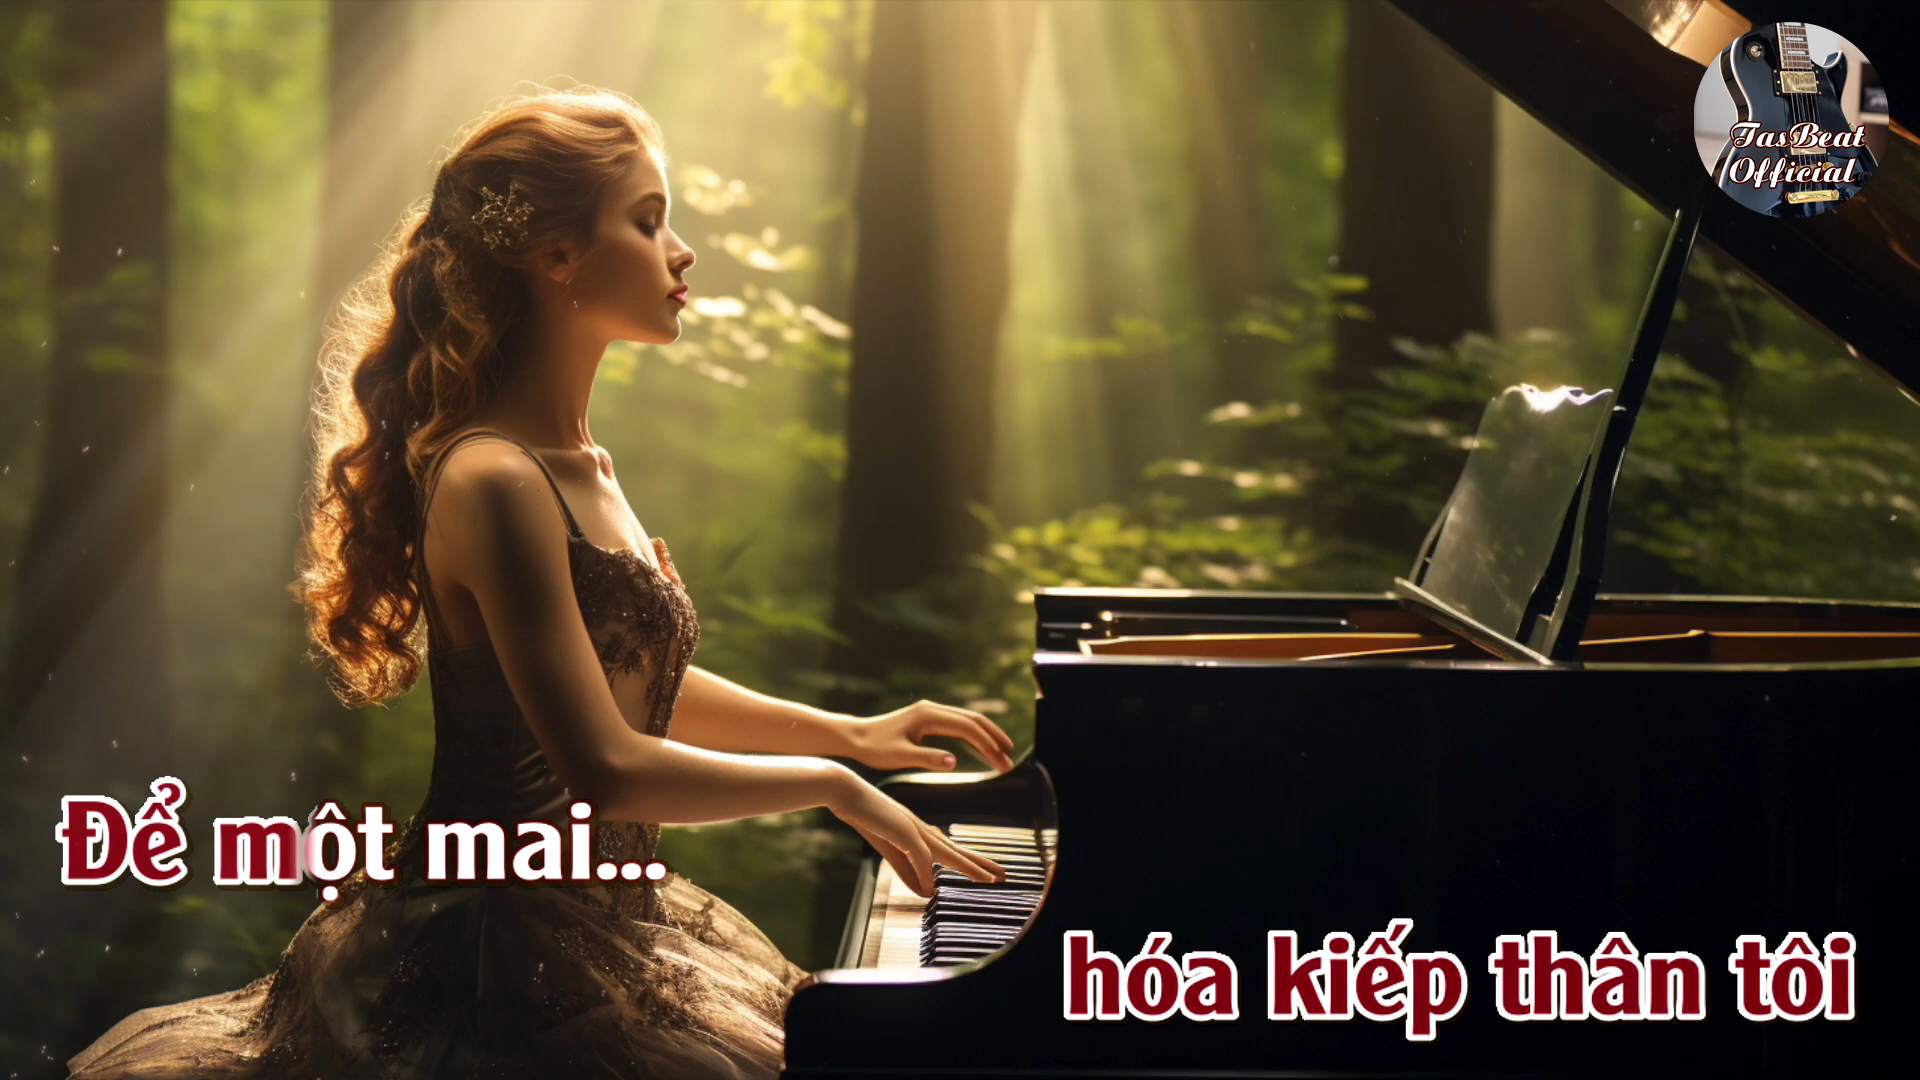 TasBeat
Official
Để một mai...
hóa kiếp thân tôi